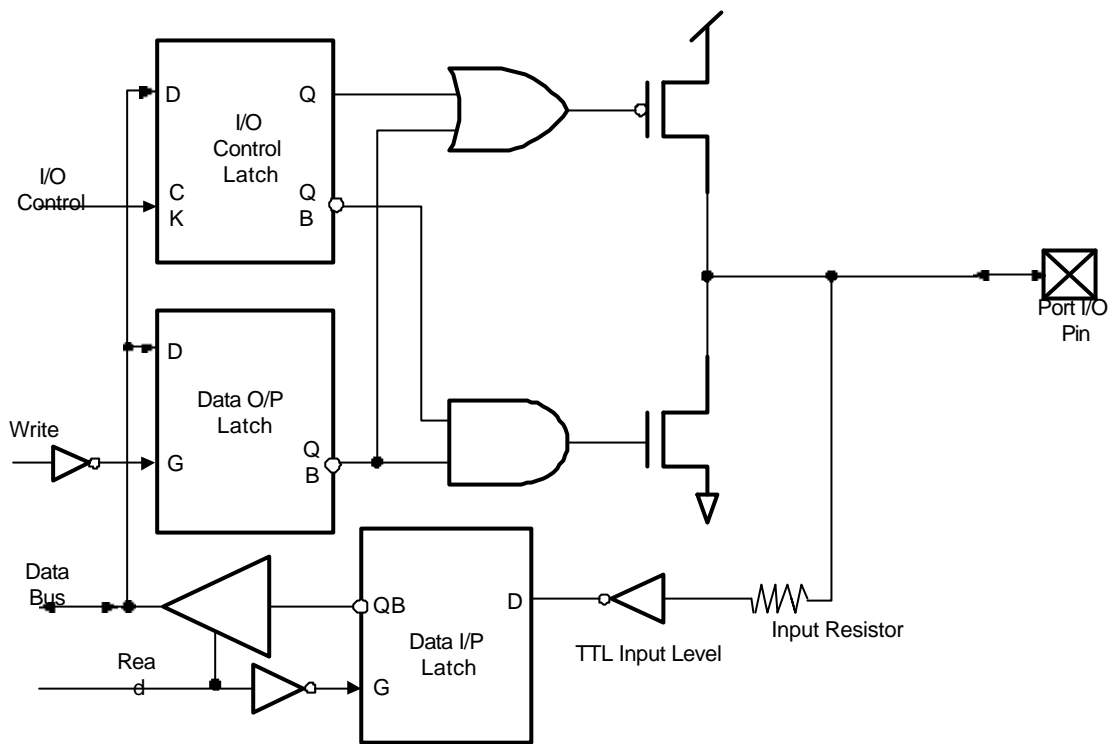 D
Q
I/O
Control
Latch
I/O
Control
C
K
Q
B
Port I/O
Pin
D
Data O/P
Latch
Write
G
Q
B
Data
Bus
QB
D
Data I/P
Latch
TTL Input Level
Input Resistor
Rea
d
G